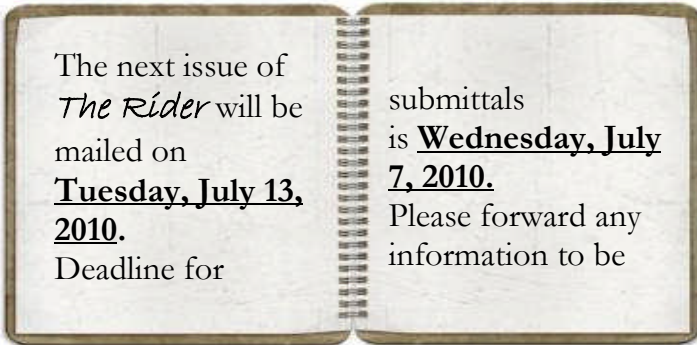 The next issue of
The Rider will be
mailed on
Tuesday, July 13,
2010.
Deadline for
submittals
is Wednesday, July
7, 2010.
Please forward any
information to be